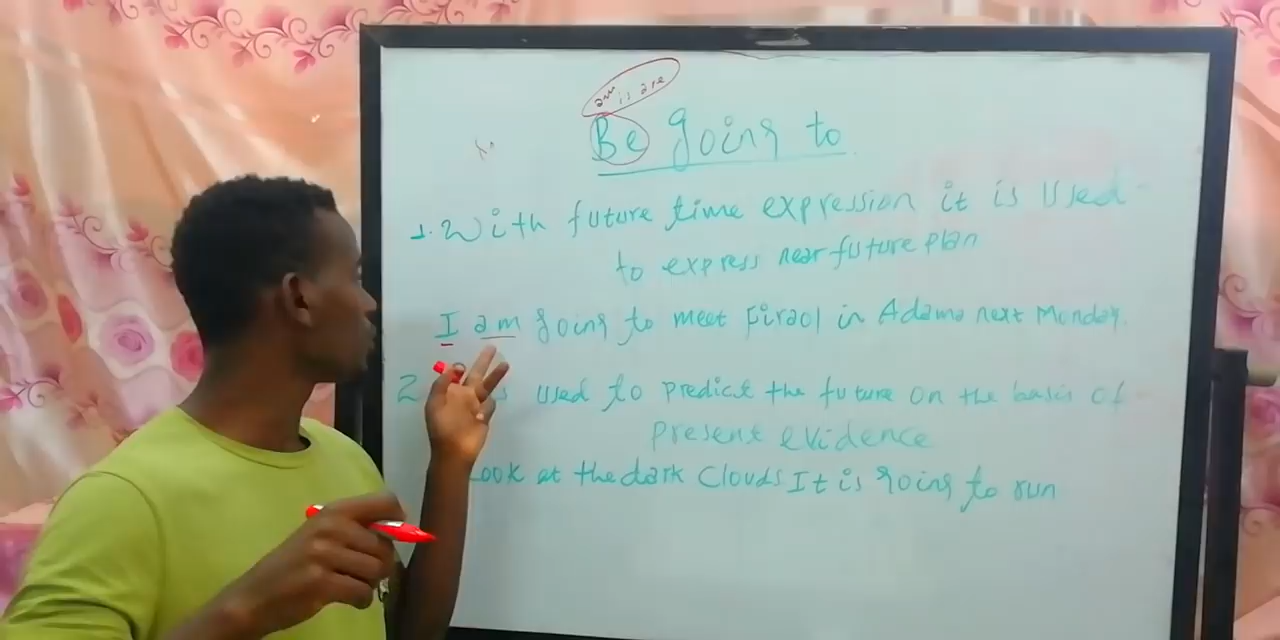 am is are
Be going to
1. With future time expression it is Used
to express near future plan
I am going to meet Firaol in Adama next Monday.
2 used to predict the future on the basis of
present evidence
Look at the dark Clouds It is going to run